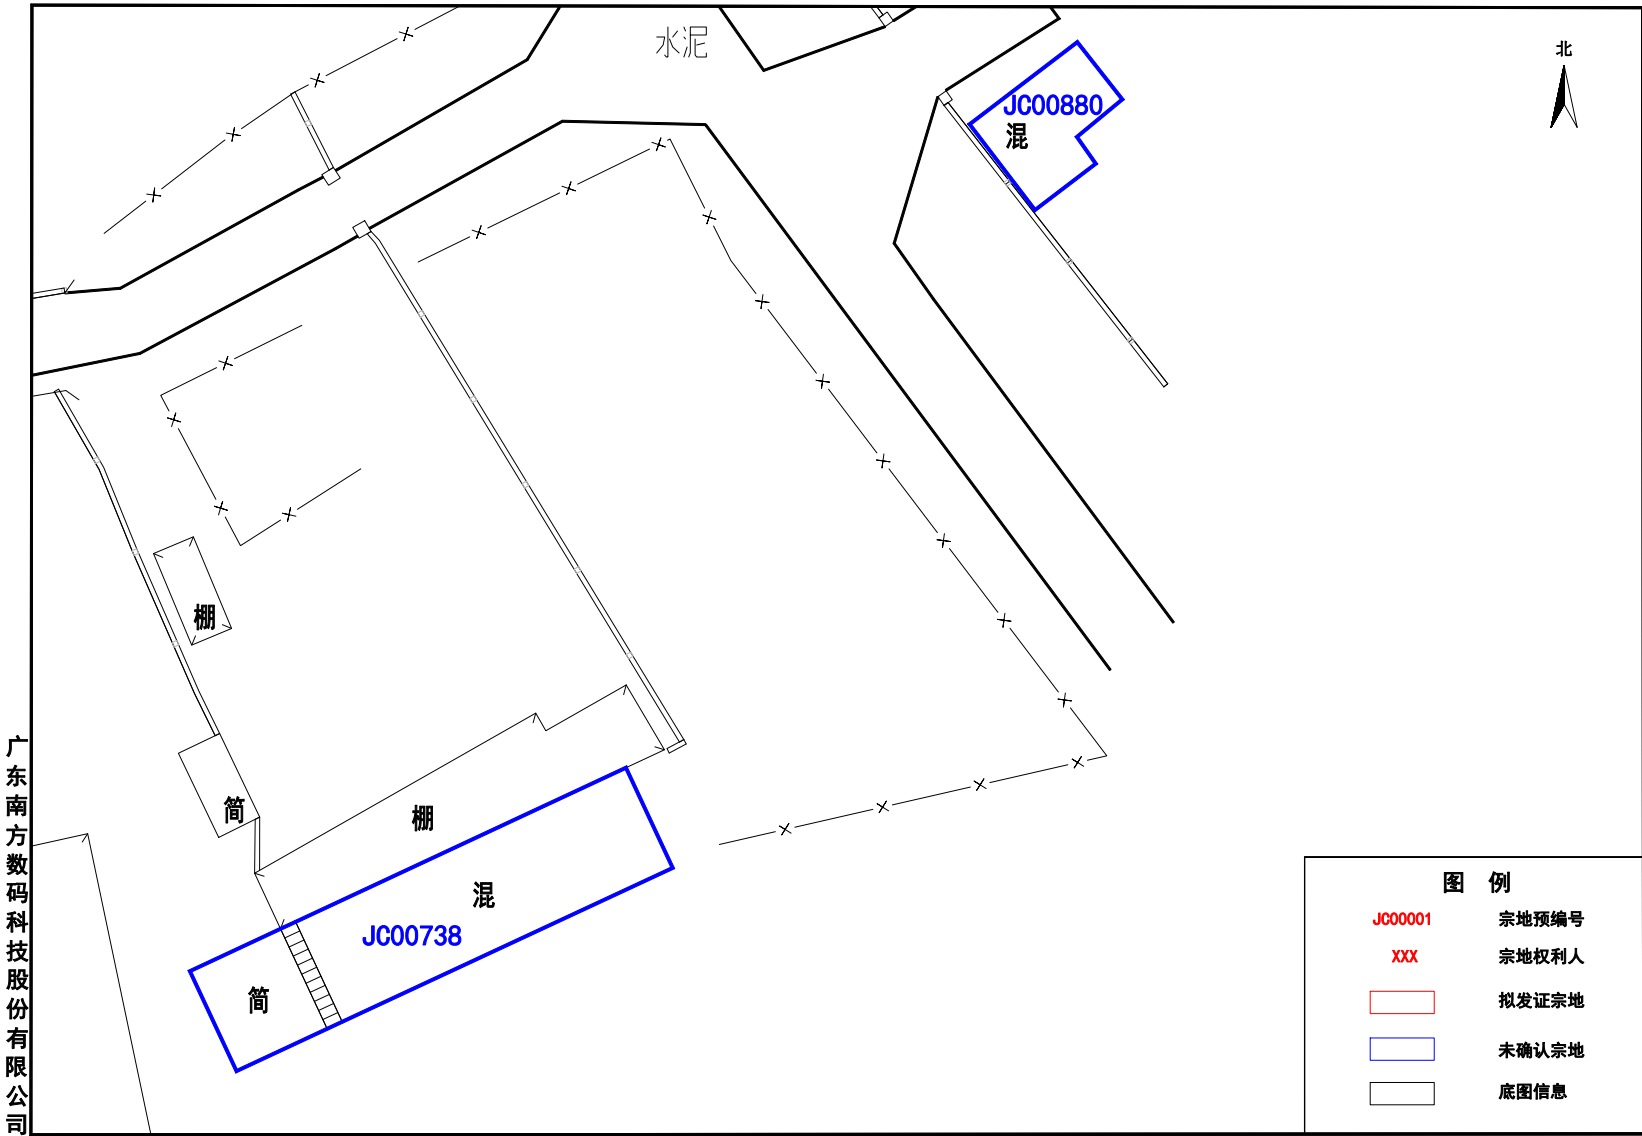 水泥
北
JC00880
混
棚
简
棚
混
JC00738
简
广东南方数码科技股份有限公司
图 例
JC00001 宗地预编号
XXX 宗地权利人
拟发证宗地
未确认宗地
底图信息